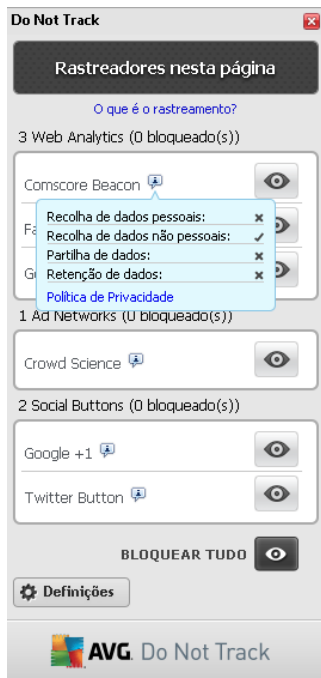 Do Not Track
Rastreadores nesta página
O que é o rastreamento?
3 Web Analytics (0 bloqueado(s))
Comscore Beacon
Recolha de dados pessoais:
Recolha de dados não pessoais:
Partilha de dados:
Retenção de dados:
Política de Privacidade
1 Ad Networks (0 bloqueado(s))
Crowd Science
2 Social Buttons (0 bloqueado(s))
Google +1
Twitter Button
BLOQUEAR TUDO
Definições
AVG. Do Not Track